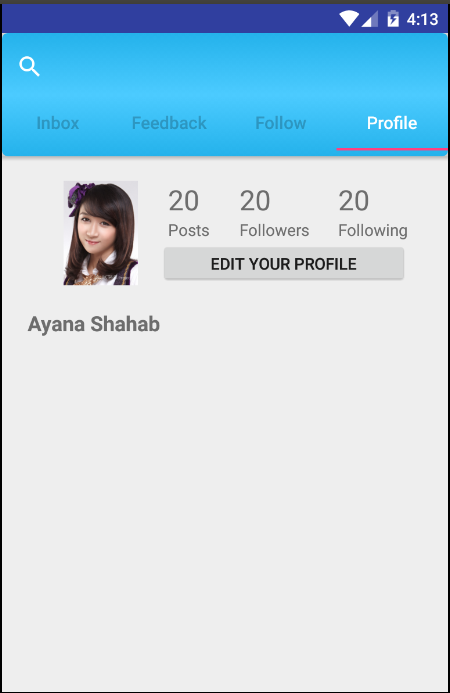 4:13
Inbox Feedback Follow Profile
20 20 20
Posts Followers Following
EDIT YOUR PROFILE
Ayana Shahab